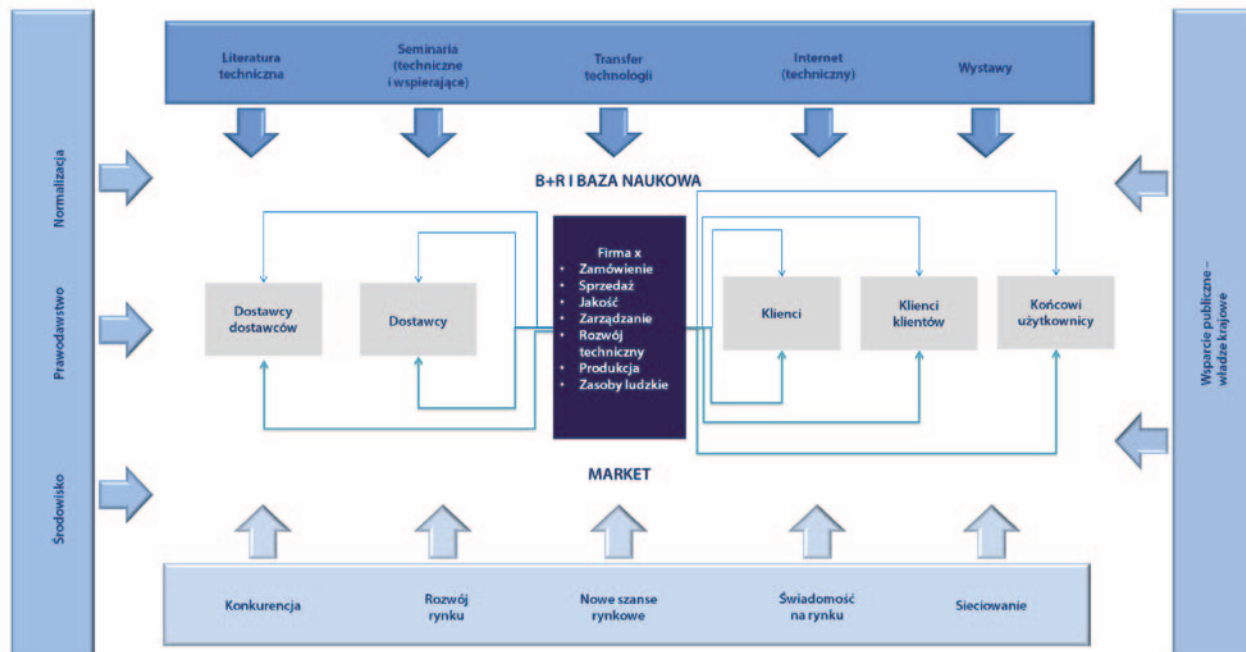 Literatura
techniczna
Seminaria
(techniczne
i wspierające)
Transfer
technologii
Internet
(techniczny)
Wystawy
Normalizacja
Prawodawstwo
Środowisko
B+R I BAZA NAUKOWA
Dostawcy
dostawców
Dostawcy
Firma x
• Zamówienie
• Sprzedaż
• Jakość
• Zarządzanie
• Rozwój
techniczny
• Produkcja
• Zasoby ludzkie
Klienci
Klienci
klientów
Końcowi
użytkownicy
Wsparcie publiczne –
władze krajowe
MARKET
Konkurencja
Rozwój
rynku
Nowe szanse
rynkowe
Świadomość
na rynku
Sieciowanie